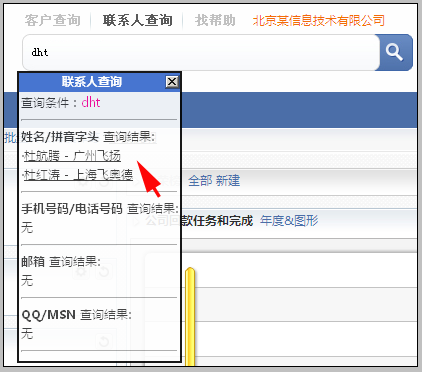 客户查询 联系人查询 找帮助 北京某信息技术有限公司
dht
联系人查询
查询条件：dht
姓名/拼音字头 查询结果:
·杜航腾 - 广州飞扬
·杜红涛 - 上海飞奥德
手机号码/电话号码 查询结果:
无
邮箱 查询结果:
无
QQ/MSN 查询结果:
无
批
全部 新建
公司回款任务和完成 年度&图形